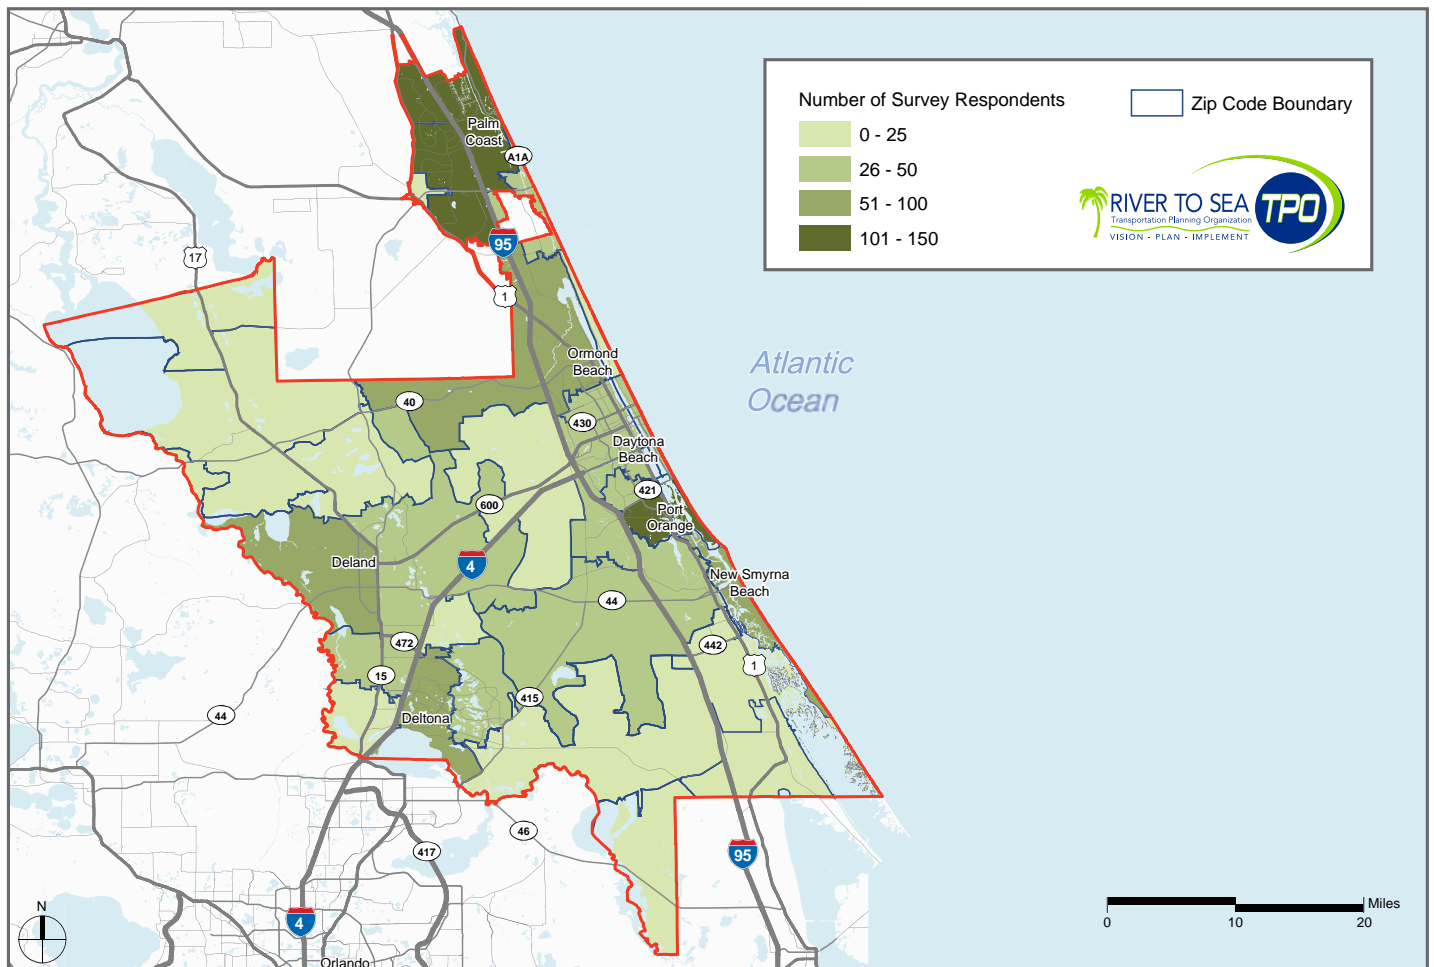 Number of Survey Respondents
0 - 25
26 - 50
51 - 100
101 - 150
Zip Code Boundary
RIVER TO SEA
Transportation Planning Organization
VISION - PLAN - IMPLEMENT
TPO
Palm
Coast
A1A
95
17
1
Ormond
Beach
Atlantic
Ocean
40
430
Daytona
Beach
421
600
Port
Orange
Deland
4
New Smyrna
Beach
44
472
442
1
15
415
Deltona
44
46
417
95
4
Orlando
N
Miles
0
10
20